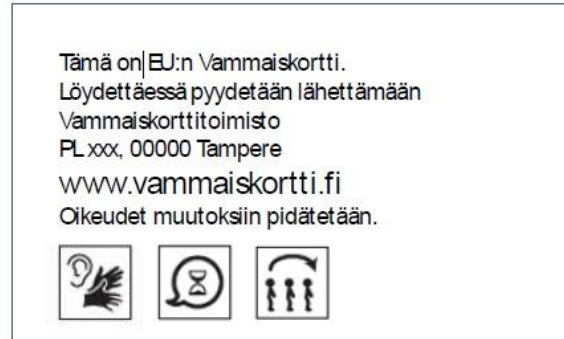 Tämä on EU:n Vammaiskortti.
Löydettäessä pyydetään lähettämään
Vammaiskorttitoimisto
PL xxx, 00000 Tampere
www.vammaiskortti.fi
Oikeudet muutoksiin pidätetään.